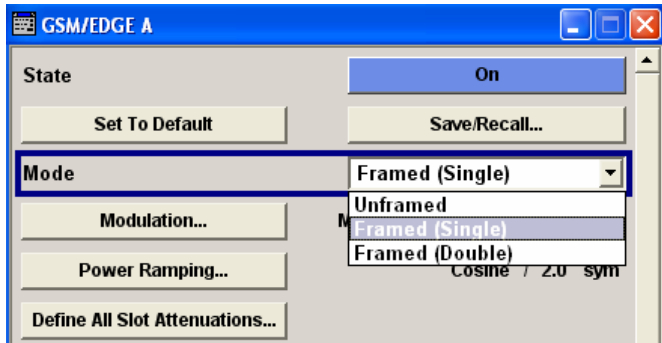 GSM/EDGE A
State On
Set To Default Save/Recall...
Mode Framed (Single)
Unframed
Modulation...
Framed (Single)
Framed (Double)
Power Ramping... Cosine / 2.0 sym
Define All Slot Attenuations...